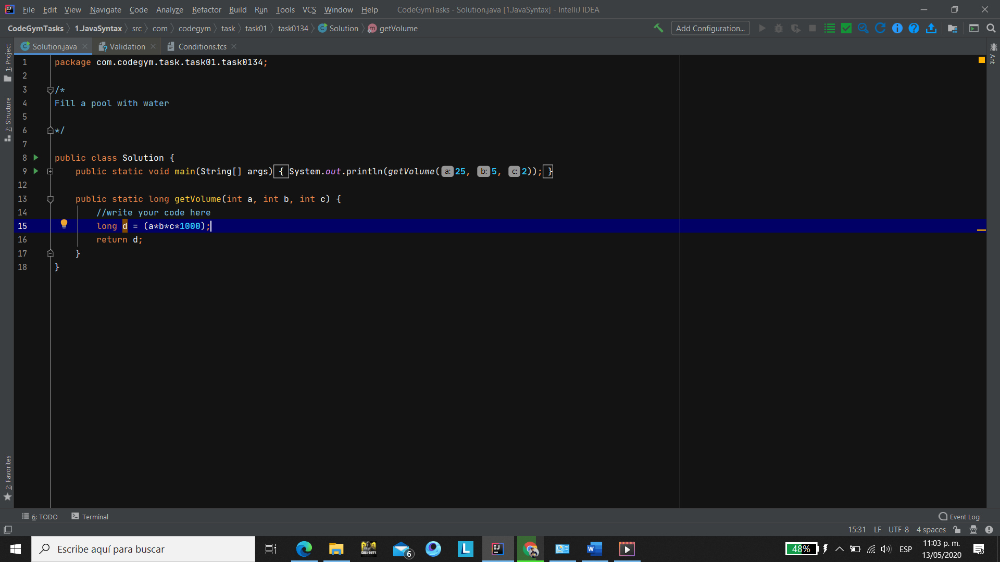 File Edit View Navigate Code Analyze Refactor Build Run Tools VCS Window Help CodeGymTasks - Solution.java [1.JavaSyntax] - IntelliJ IDEA
CodeGymTasks 1.JavaSyntax src com codegym task task01 task0134 Solution getVolume Add Configuration...
Solution.java Validation Conditions.tcs
1: Project
7: Structure
2: Favorites
Ant
1 package com.codegym.task.task01.task0134;
2
3 /*
4 Fill a pool with water
5
6 */
7
8 public class Solution {
9 public static void main(String[] args) { System.out.println(getVolume( a: 25, b: 5, c: 2)); }
12
13 public static long getVolume(int a, int b, int c) {
14 //write your code here
15 long d = (a*b*c*1000);
16 return d;
17 }
18 }
6: TODO Terminal Event Log
15:31 LF UTF-8 4 spaces
Escribe aquí para buscar
CALL OF DUTY
6
L
IJ
W
48%
ESP
11:03 p. m.
13/05/2020